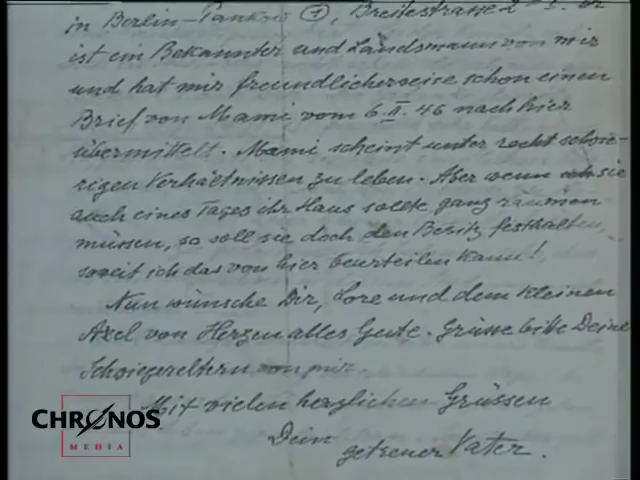 in Berlin-Pankow (1), Breitestrasse
ist ein Bekannter und Landsmann von mir
und hat mir freundlicherweise schon einen
Brief von Mami vom 6. II. 46 nach hier
übermittelt. Mami scheint unter recht schwie-
rigen Verhältnissen zu leben. Aber wenn sie
auch eines Tages ihr Haus sollte ganz räumen
müssen, so soll sie doch den Besitz festhalten,
soweit ich das von hier beurteilen kann!
Nun wünsche Dir, Lore und dem kleinen
Axel von Herzen alles Gute. Grüsse bitte Deine
Schwiegereltern von mir.
Mit vielen herzlichen Grüssen
Dein
getreuer Vater.
CHRONOS
MEDIA